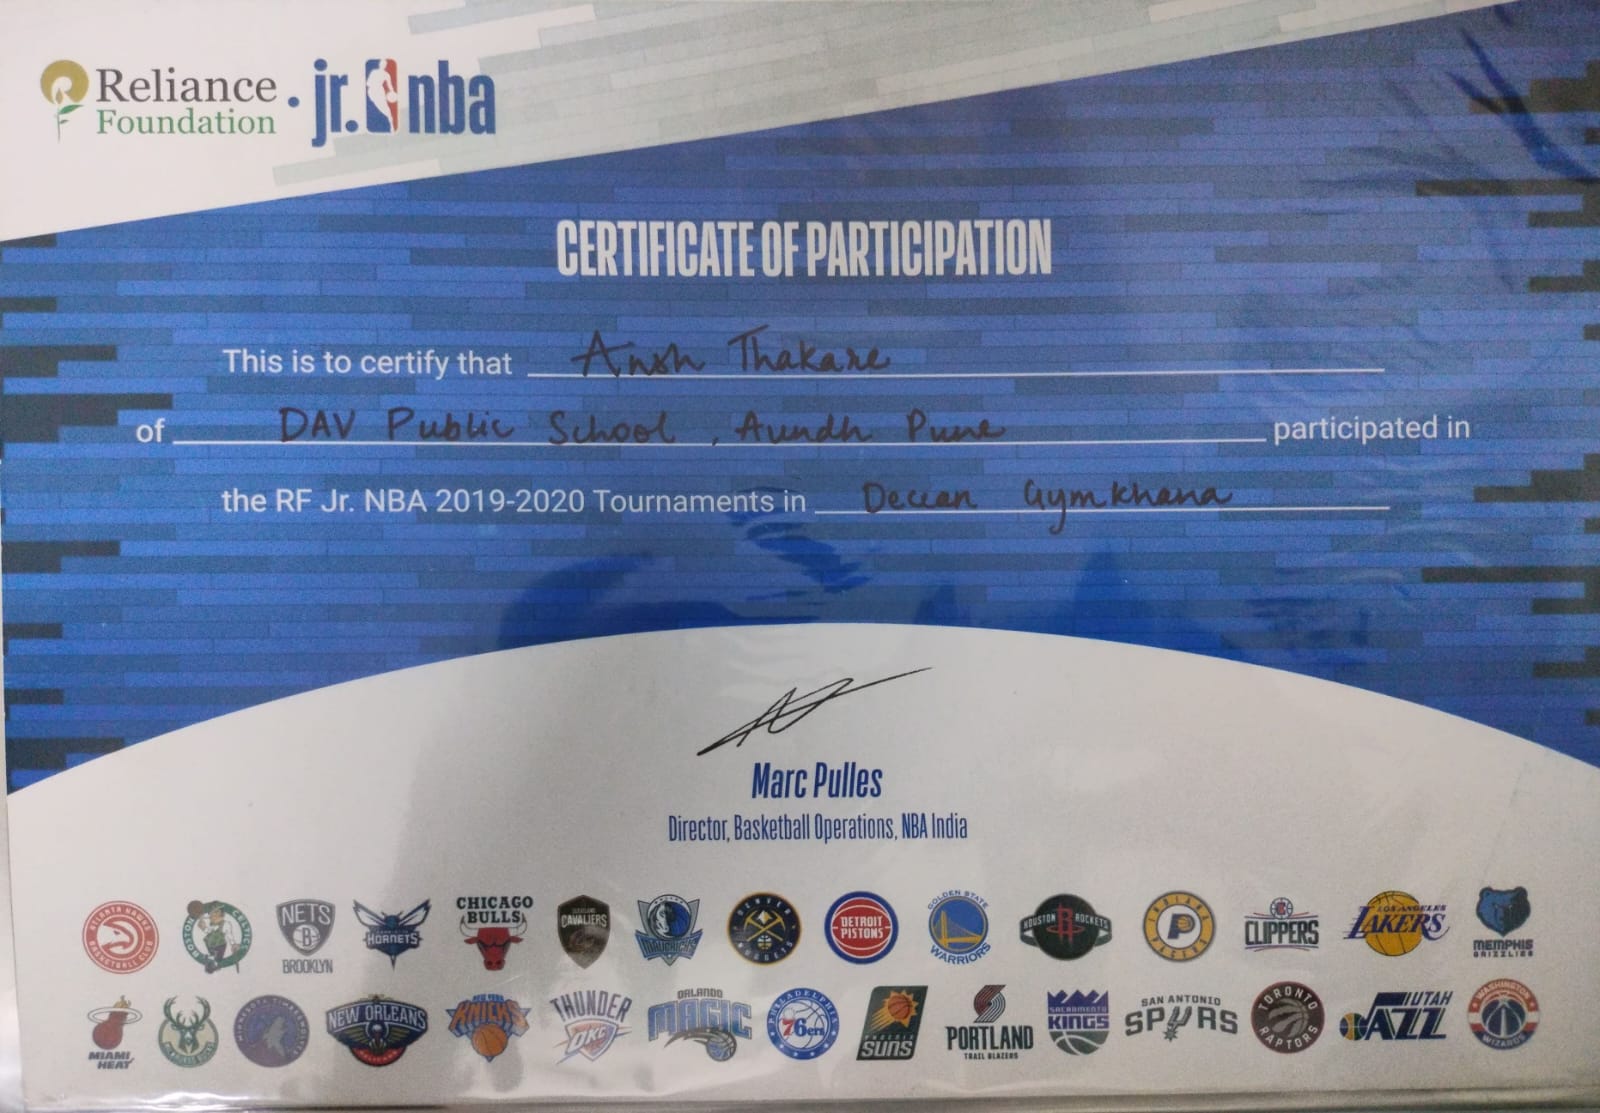 Reliance Foundation · jr. nba
CERTIFICATE OF PARTICIPATION
This is to certify that Ansh Thakare
of DAV Public School, Aundh Pune participated in
the RF Jr. NBA 2019-2020 Tournaments in Deccan Gymkhana
Marc Pulles
Director, Basketball Operations, NBA India
ATLANTA HAWKS BASKETBALL CLUB
BOSTON CELTICS
NETS B BROOKLYN
CHARLOTTE HORNETS
CHICAGO BULLS
CLEVELAND CAVALIERS
DALLAS MAVERICKS
DENVER NUGGETS
DETROIT PISTONS
GOLDEN STATE WARRIORS
HOUSTON R ROCKETS
INDIANA P PACERS
CLIPPERS
LOS ANGELES LAKERS
MEMPHIS GRIZZLIES
MIAMI HEAT
MILWAUKEE BUCKS
MINNESOTA TIMBERWOLVES
NEW ORLEANS PELICANS
NEW YORK KNICKS
THUNDER OKC
ORLANDO MAGIC
PHILADELPHIA 76ers
PHOENIX SUNS
PORTLAND TRAIL BLAZERS
SACRAMENTO KINGS
SAN ANTONIO SPURS
TORONTO RAPTORS
UTAH JAZZ
WASHINGTON WIZARDS